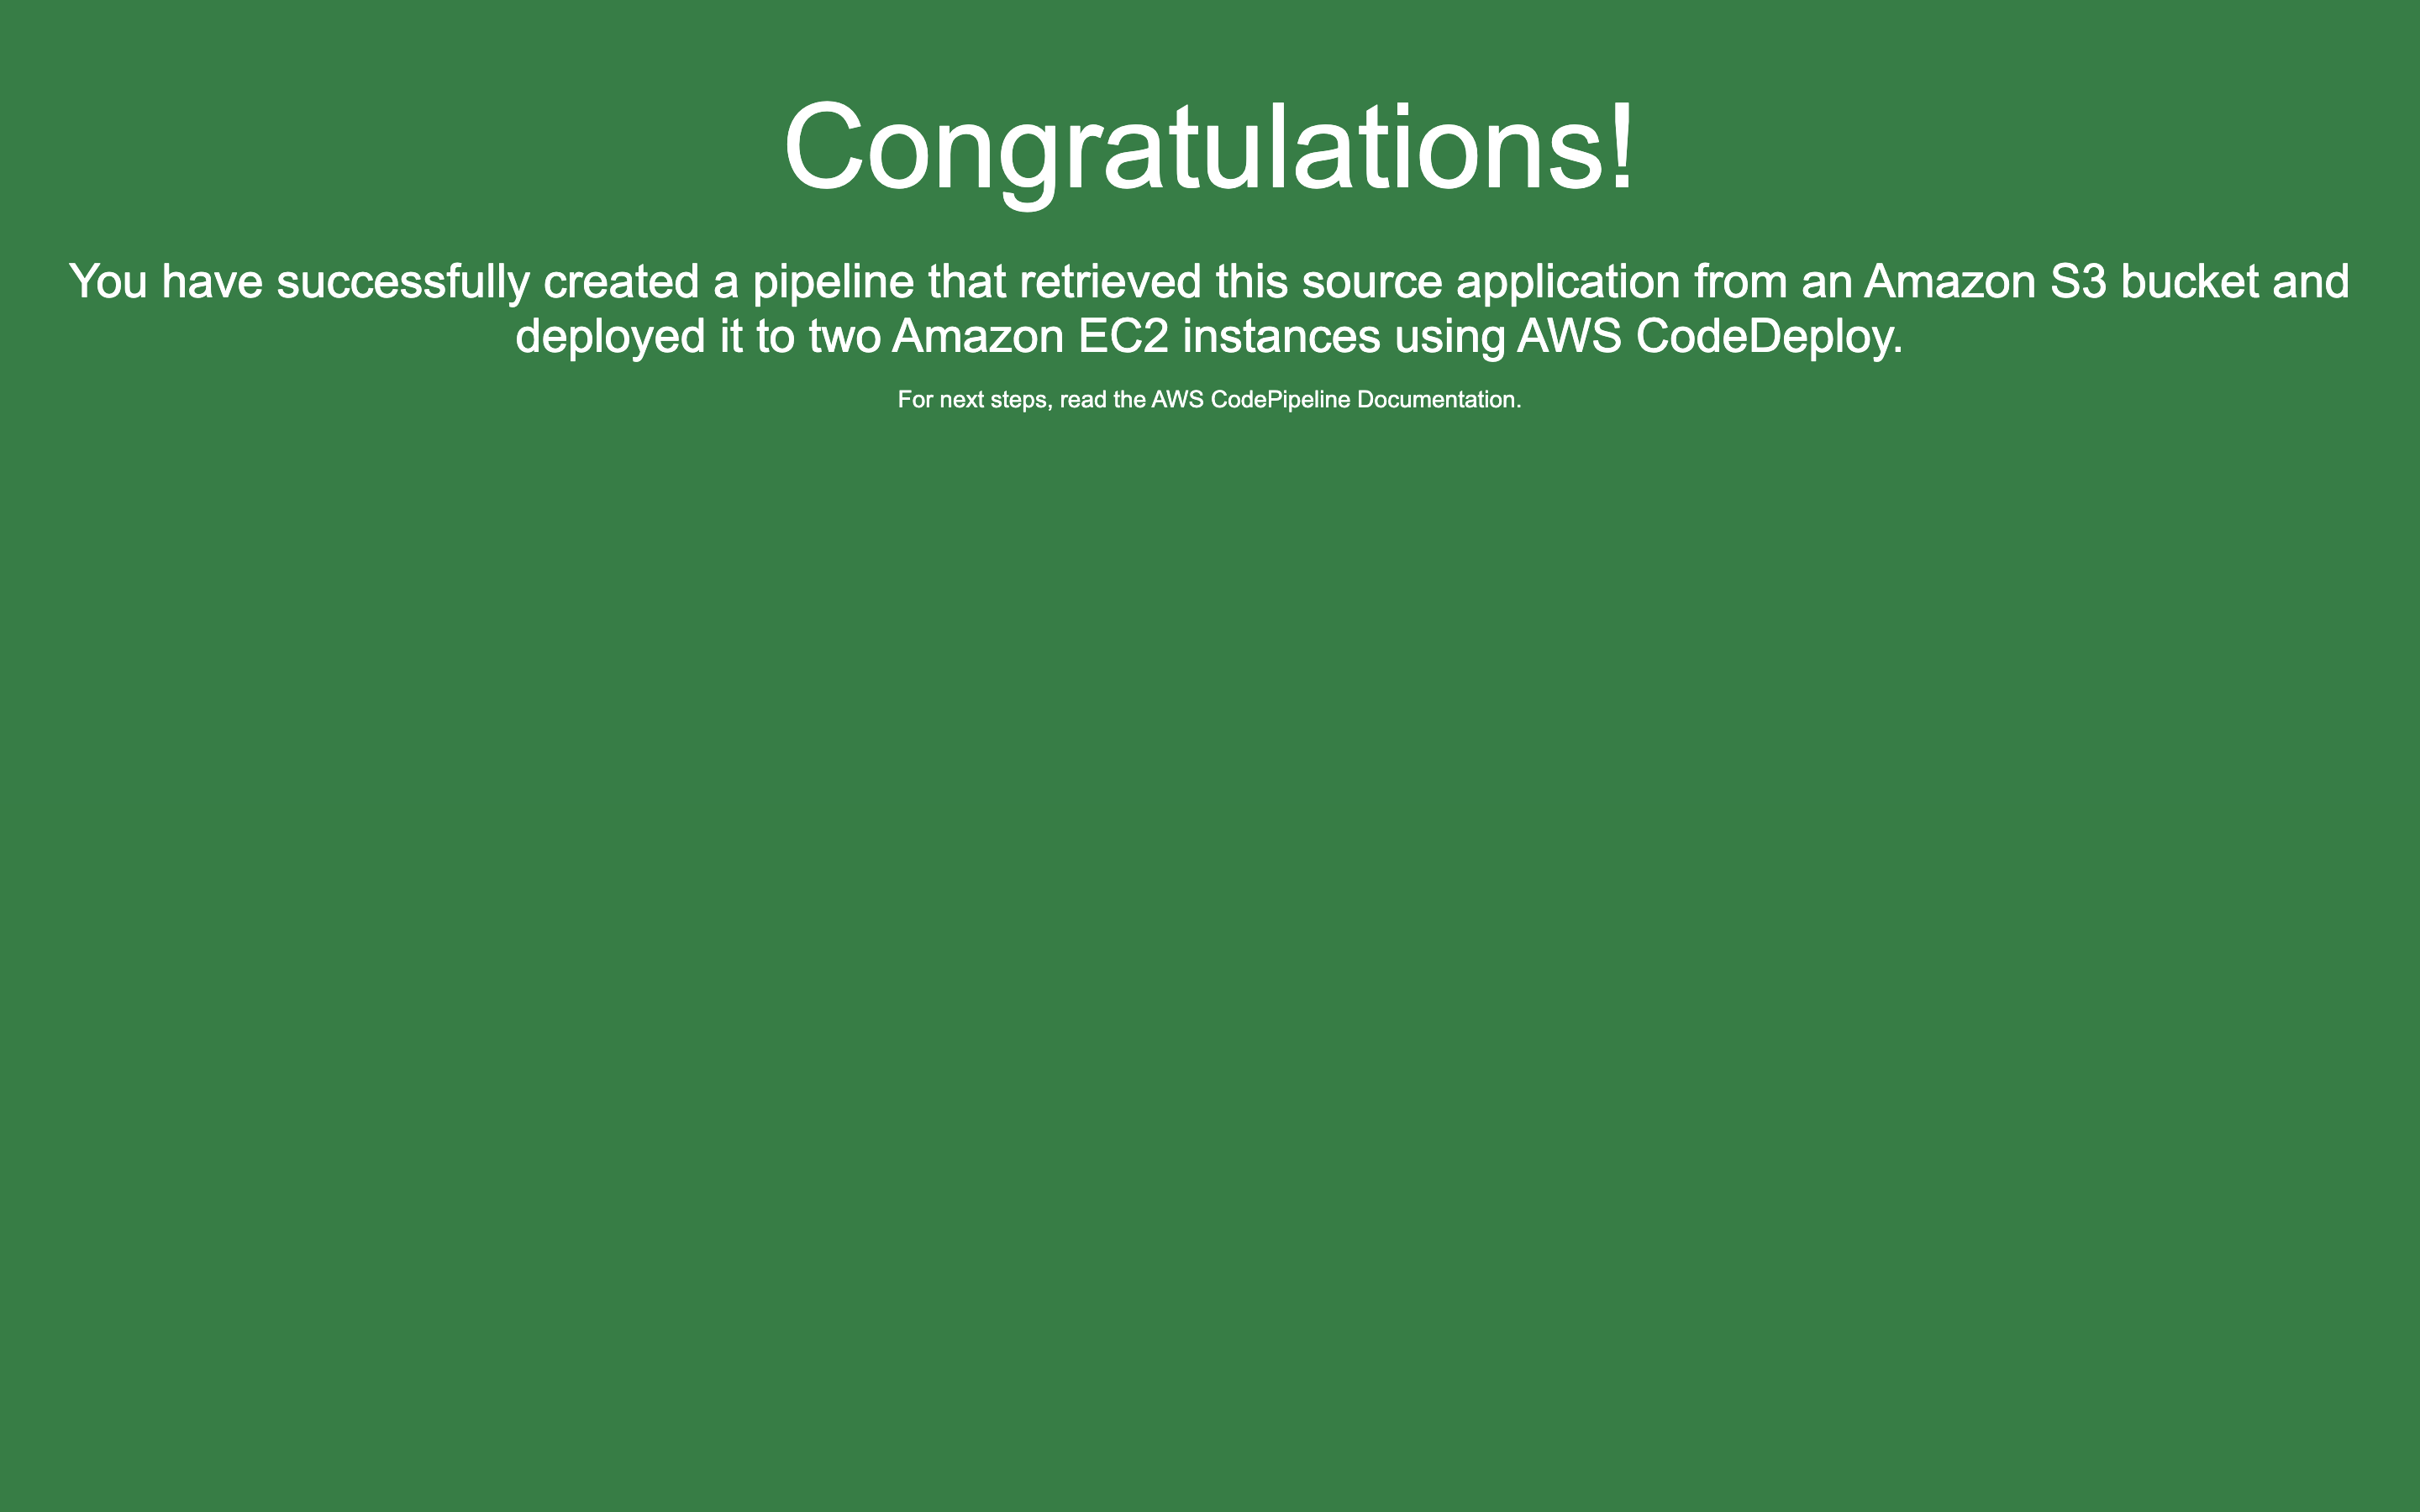 Congratulations!
You have successfully created a pipeline that retrieved this source application from an Amazon S3 bucket and
deployed it to two Amazon EC2 instances using AWS CodeDeploy.
For next steps, read the AWS CodePipeline Documentation.